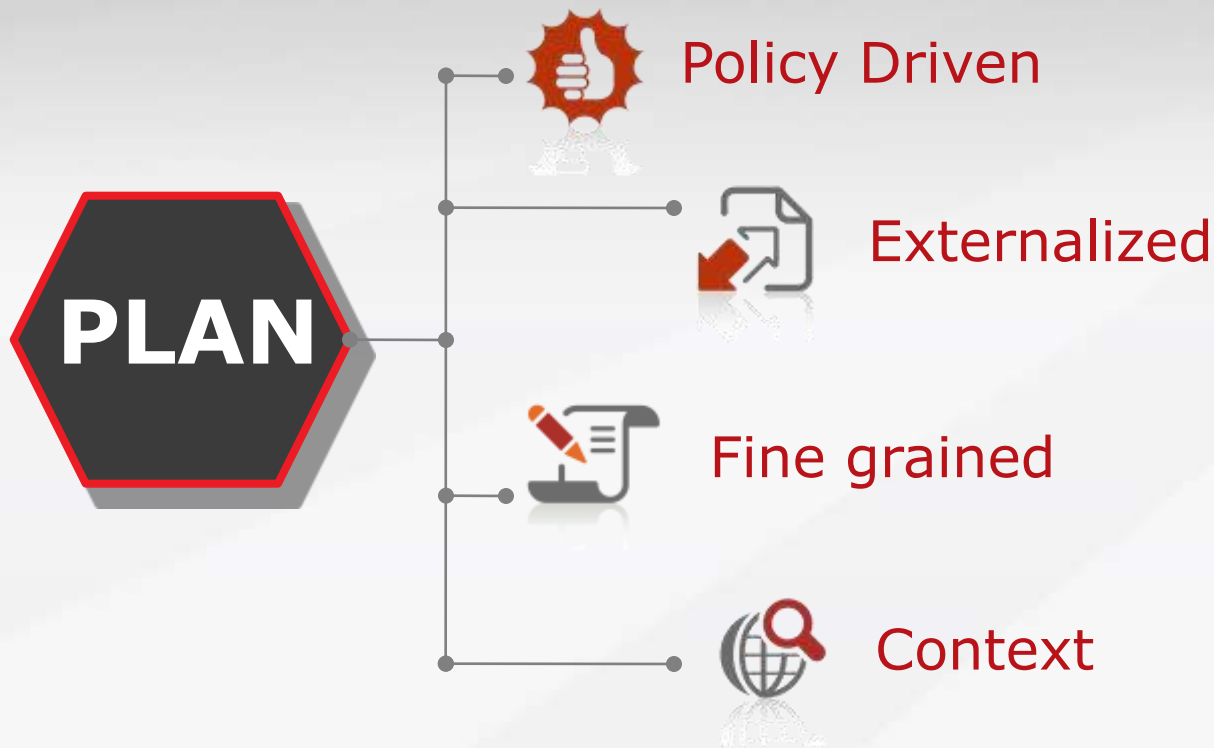 Policy Driven
Externalized
PLAN
Fine grained
Context